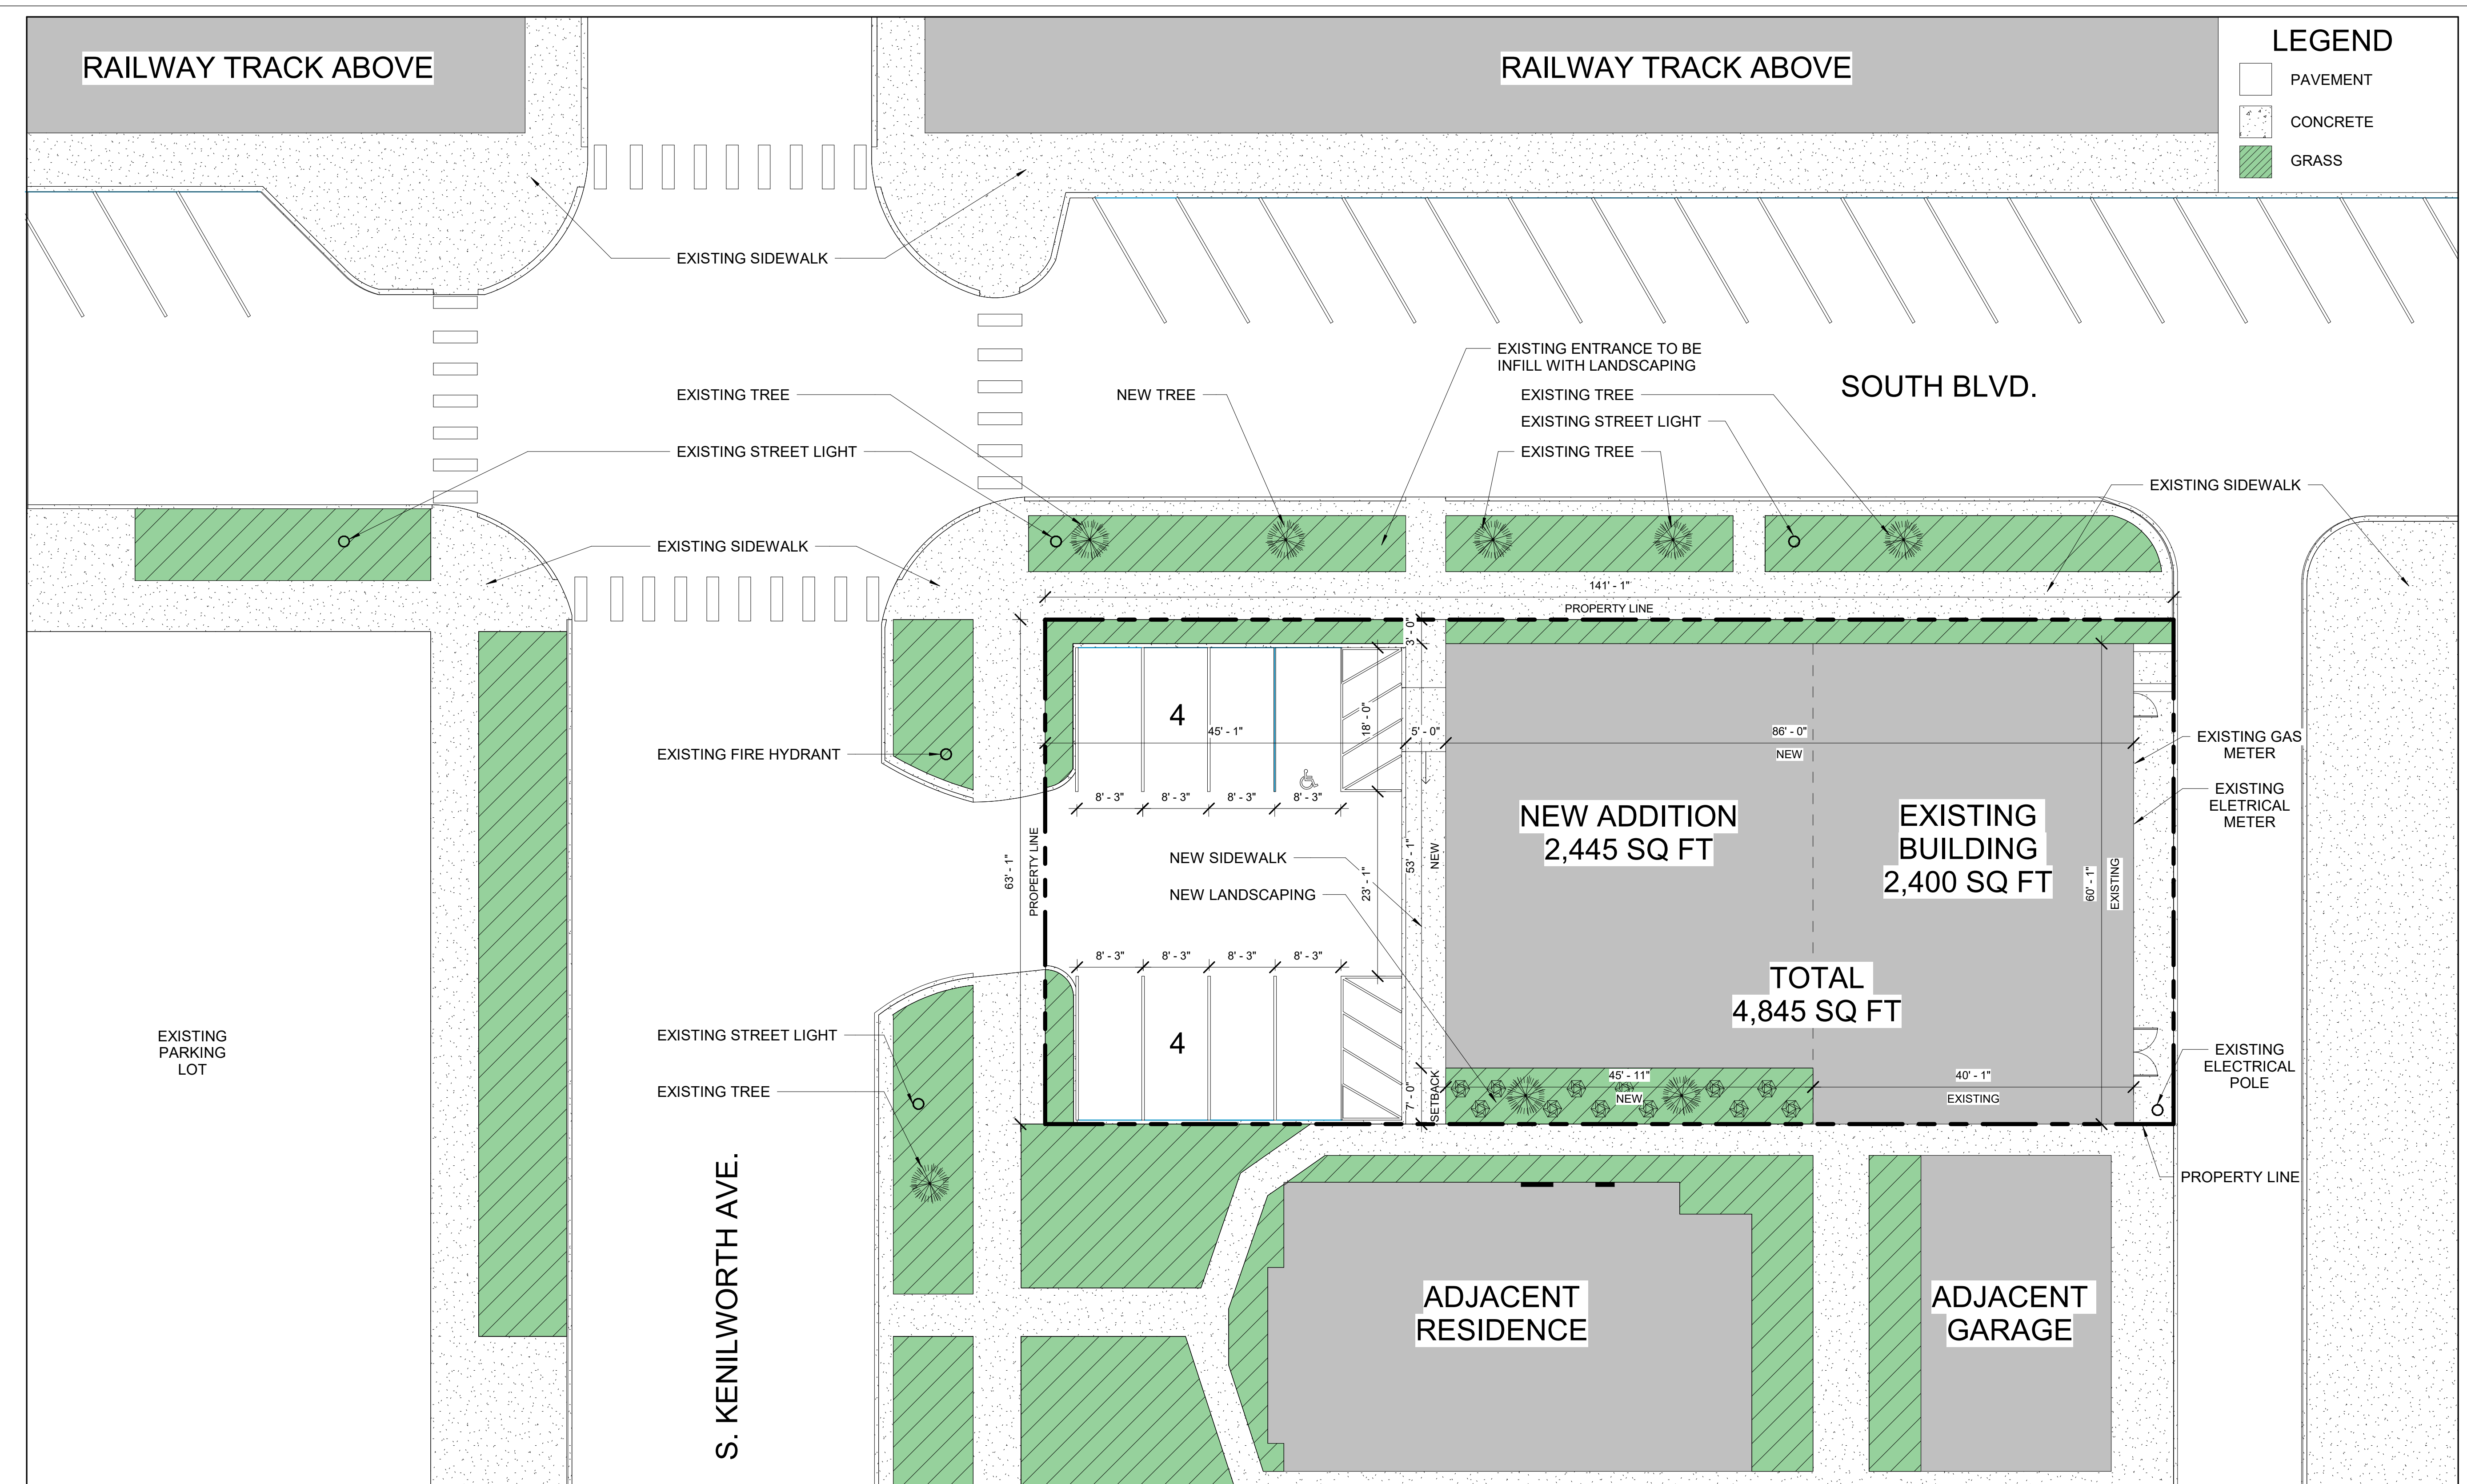 RAILWAY TRACK ABOVE
RAILWAY TRACK ABOVE
LEGEND
PAVEMENT
CONCRETE
GRASS
EXISTING SIDEWALK
EXISTING ENTRANCE TO BE
INFILL WITH LANDSCAPING
SOUTH BLVD.
EXISTING TREE
NEW TREE
EXISTING TREE
EXISTING STREET LIGHT
EXISTING STREET LIGHT
EXISTING TREE
EXISTING SIDEWALK
EXISTING SIDEWALK
141' - 1"
PROPERTY LINE
3' - 0"
4
45' - 1"
18' - 0"
5' - 0"
86' - 0"
NEW
EXISTING FIRE HYDRANT
EXISTING GAS
METER
8' - 3"
8' - 3"
8' - 3"
8' - 3"
EXISTING
ELETRICAL
METER
NEW ADDITION
2,445 SQ FT
EXISTING
BUILDING
2,400 SQ FT
63' - 1"
PROPERTY LINE
NEW SIDEWALK
NEW LANDSCAPING
23' - 1"
53' - 1"
NEW
60' - 1"
EXISTING
8' - 3"
8' - 3"
8' - 3"
8' - 3"
TOTAL
4,845 SQ FT
EXISTING
PARKING
LOT
EXISTING STREET LIGHT
4
EXISTING TREE
7' - 0"
SETBACK
45' - 11"
NEW
40' - 1"
EXISTING
EXISTING
ELECTRICAL
POLE
PROPERTY LINE
S. KENILWORTH AVE.
ADJACENT
RESIDENCE
ADJACENT
GARAGE